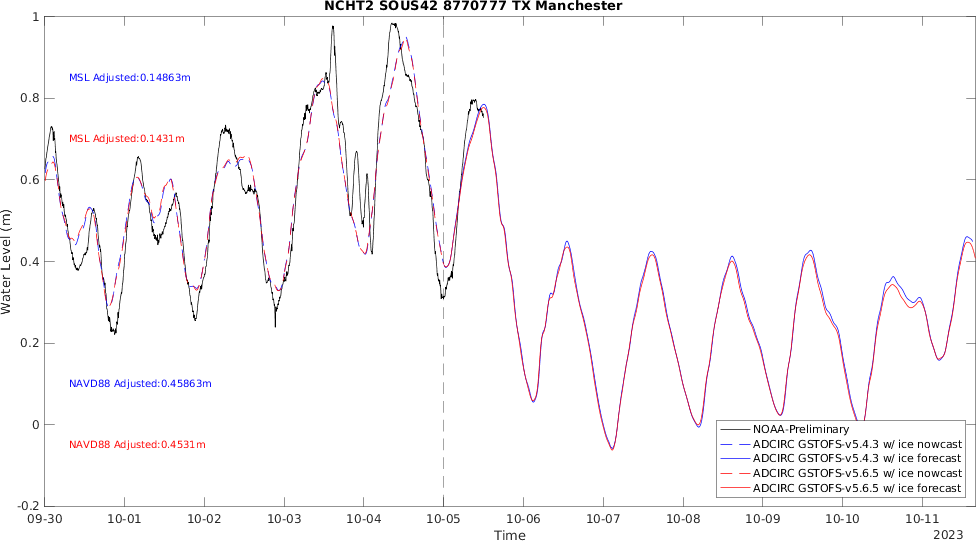 NCHT2 SOUS42 8770777 TX Manchester
1
0.8
0.6
0.4
0.2
0
-0.2
Water Level (m)
MSL Adjusted:0.14863m
MSL Adjusted:0.1431m
NAVD88 Adjusted:0.45863m
NAVD88 Adjusted:0.4531m
NOAA-Preliminary
ADCIRC GSTOFS-v5.4.3 w/ ice nowcast
ADCIRC GSTOFS-v5.4.3 w/ ice forecast
ADCIRC GSTOFS-v5.6.5 w/ ice nowcast
ADCIRC GSTOFS-v5.6.5 w/ ice forecast
09-30 10-01 10-02 10-03 10-04 10-05 10-06 10-07 10-08 10-09 10-10 10-11
Time
2023